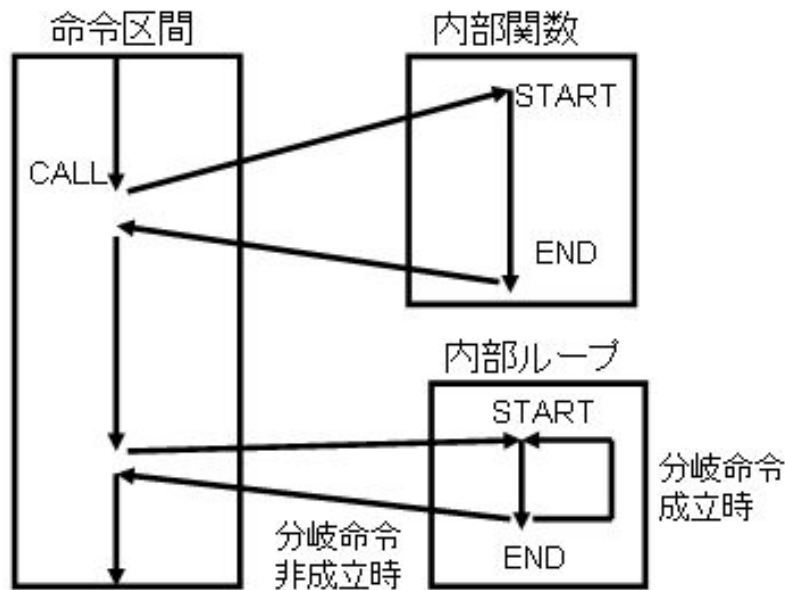 命令区間
内部関数
START
CALL
END
内部ループ
START
分岐命令
成立時
分岐命令
非成立時
END